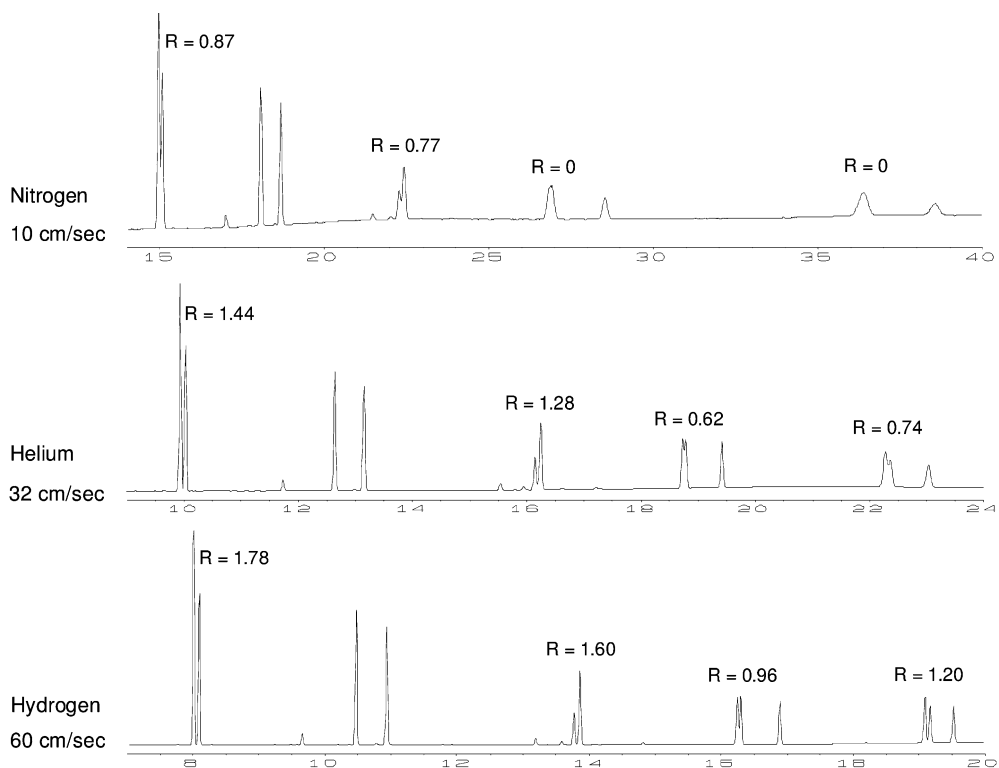 R = 0.87
R = 0.77
R = 0
R = 0
Nitrogen
10 cm/sec
15 20 25 30 35 40
R = 1.44
R = 1.28
R = 0.62
R = 0.74
Helium
32 cm/sec
10 12 14 16 18 20 22 24
R = 1.78
R = 1.60
R = 0.96
R = 1.20
Hydrogen
60 cm/sec
8 10 12 14 16 18 20